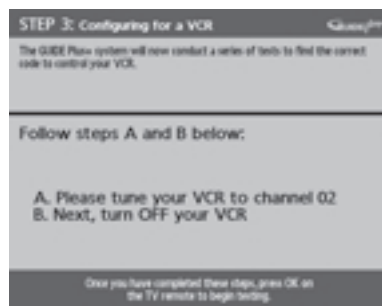 STEP 3: Configuring for a VCR
The GUIDE Plus+ system will now conduct a series of tests to find the correct
code to control your VCR.
Follow steps A and B below:
A. Please tune your VCR to channel 02
B. Next, turn OFF your VCR
Once you have completed these steps, press OK on
the TV remote to begin testing.